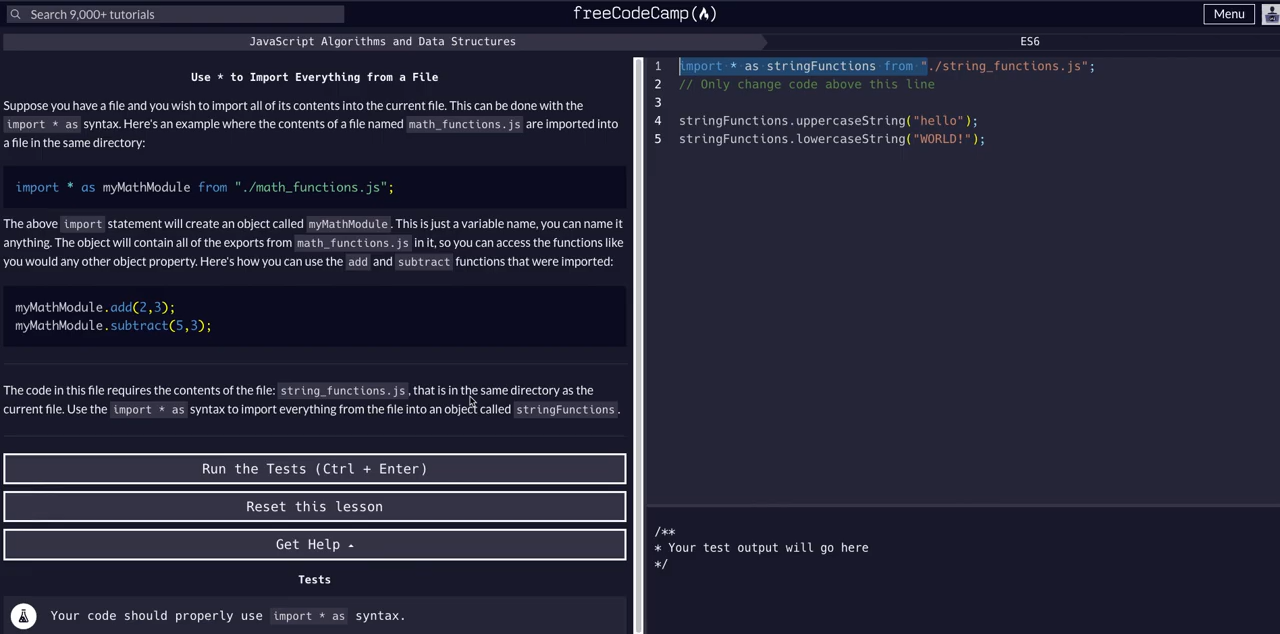 Search 9,000+ tutorials
freeCodeCamp
Menu
JavaScript Algorithms and Data Structures
ES6
Use * to Import Everything from a File
Suppose you have a file and you wish to import all of its contents into the current file. This can be done with the
import * as syntax. Here's an example where the contents of a file named math_functions.js are imported into
a file in the same directory:
import * as myMathModule from "./math_functions.js";
The above import statement will create an object called myMathModule. This is just a variable name, you can name it
anything. The object will contain all of the exports from math_functions.js in it, so you can access the functions like
you would any other object property. Here's how you can use the add and subtract functions that were imported:
myMathModule.add(2,3);
myMathModule.subtract(5,3);
The code in this file requires the contents of the file: string_functions.js, that is in the same directory as the
current file. Use the import * as syntax to import everything from the file into an object called stringFunctions.
Run the Tests (Ctrl + Enter)
Reset this lesson
Get Help
Tests
Your code should properly use import * as syntax.
1 import * as stringFunctions from "./string_functions.js";
2 // Only change code above this line
3
4 stringFunctions.uppercaseString("hello");
5 stringFunctions.lowercaseString("WORLD!");
/**
* Your test output will go here
*/